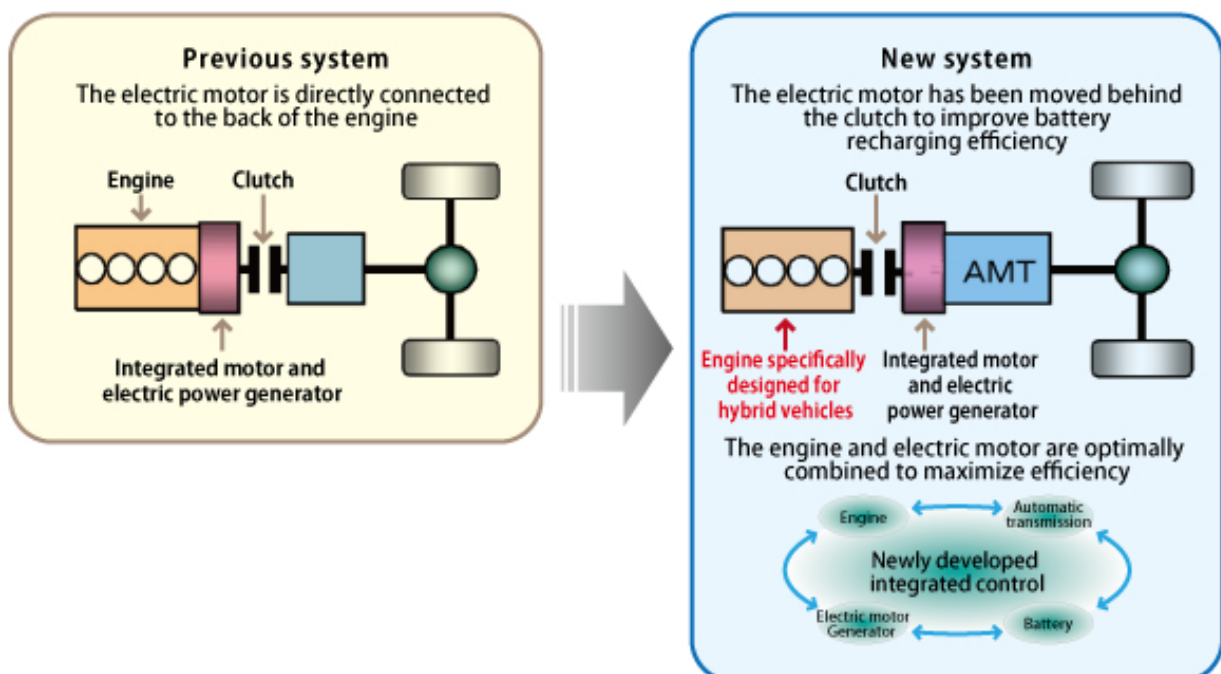 Previous system
The electric motor is directly connected
to the back of the engine
Engine
Clutch
Integrated motor and
electric power generator
New system
The electric motor has been moved behind
the clutch to improve battery
recharging efficiency
Clutch
AMT
Engine specifically
designed for
hybrid vehicles
Integrated motor
and electric
power generator
The engine and electric motor are optimally
combined to maximize efficiency
Engine
Automatic
transmission
Newly developed
integrated control
Electric motor
Generator
Battery